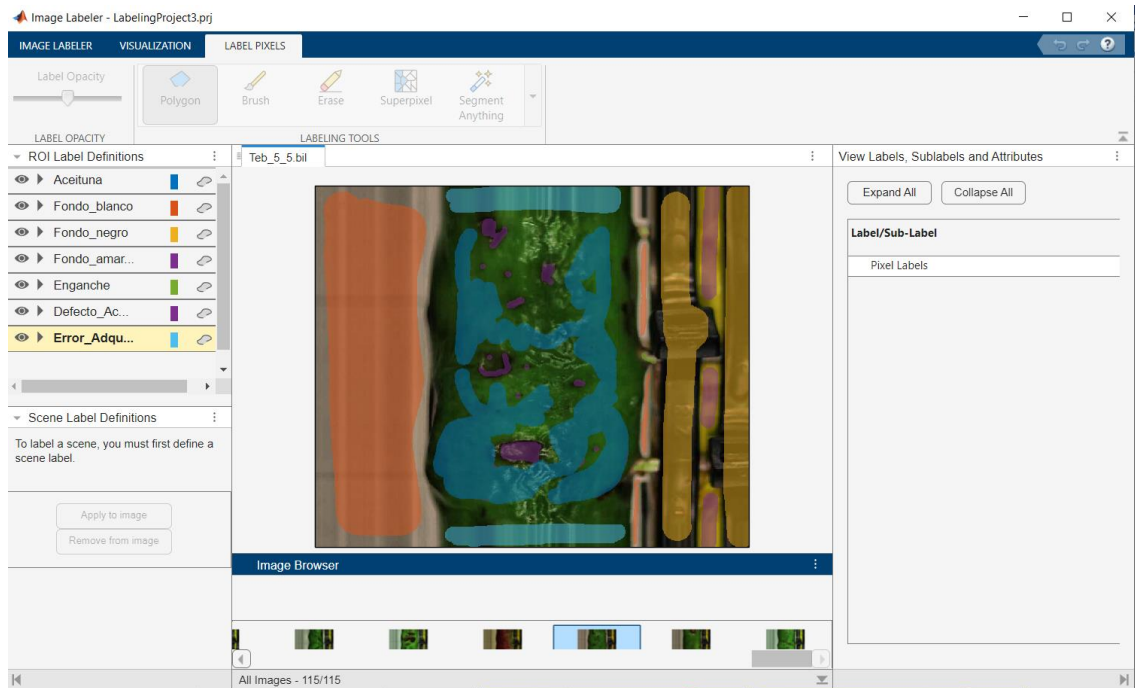 Image Labeler - LabelingProject3.prj
IMAGE LABELER VISUALIZATION LABEL PIXELS
?
Label Opacity
Polygon Brush Erase Superpixel Segment Anything
LABEL OPACITY LABELING TOOLS
ROI Label Definitions
Aceituna
Fondo_blanco
Fondo_negro
Fondo_amar...
Enganche
Defecto_Ac...
Error_Adqu...
Scene Label Definitions
To label a scene, you must first define a
scene label.
Apply to image
Remove from image
Teb_5_5.bil
Image Browser
All Images - 115/115
View Labels, Sublabels and Attributes
Expand All Collapse All
Label/Sub-Label
Pixel Labels